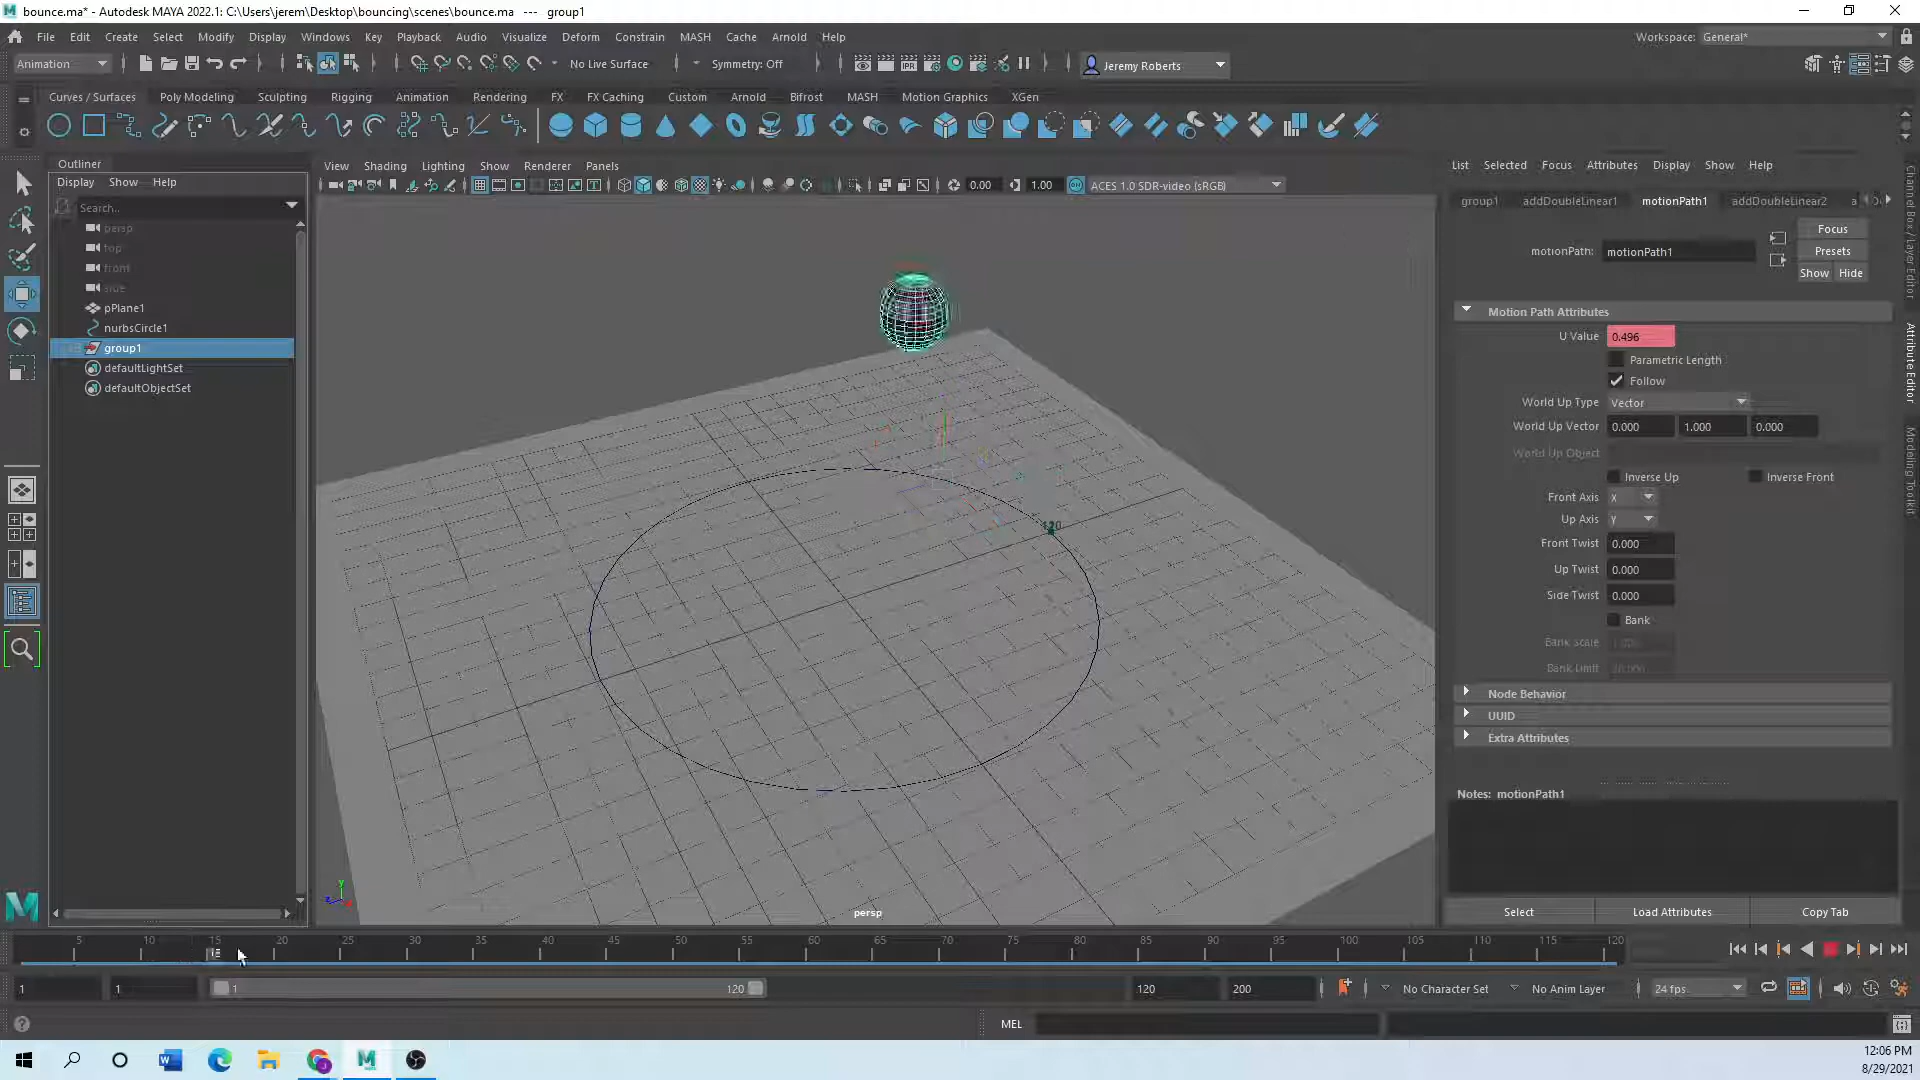 bounce.ma* - Autodesk MAYA 2022.1: C:\Users\jerem\Desktop\bouncing\scenes\bounce.ma --- group1
File Edit Create Select Modify Display Windows Mesh Key Playback Audio Visualize Deform Constrain MASH Cache Arnold Help
Workspace: General*
Animation
No Live Surface
Symmetry: Off
Jeremy Roberts
Curves / Surfaces Poly Modeling Sculpting Rigging Animation Rendering FX FX Caching Custom Arnold Bifrost MASH Motion Graphics XGen
Outliner
Display Show Help
Search..
persp
top
front
side
pPlane1
nurbsCircle1
group1
defaultLightSet
defaultObjectSet
View Shading Lighting Show Renderer Panels
0.00 1.00 ACES 1.0 SDR-video (sRGB)
120
persp
List Selected Focus Attributes Display Show Help
group1 addDoubleLinear1 motionPath1 addDoubleLinear2
motionPath: motionPath1
Focus
Presets
Show Hide
Motion Path Attributes
U Value 0.496
Parametric Length
Follow
World Up Type Vector
World Up Vector 0.000 1.000 0.000
World Up Object
Inverse Up Inverse Front
Front Axis x
Up Axis y
Front Twist 0.000
Up Twist 0.000
Side Twist 0.000
Bank
Bank Scale
Bank Limit
Node Behavior
UUID
Extra Attributes
Notes: motionPath1
Select Load Attributes Copy Tab
Channel Box / Layer Editor
Attribute Editor
Modeling Toolkit
5 10 15 20 25 30 35 40 45 50 55 60 65 70 75 80 85 90 95 100 105 110 115 120
1 1 1 120 120 200 No Character Set No Anim Layer 24 fps
MEL
12:06 PM
8/29/2021